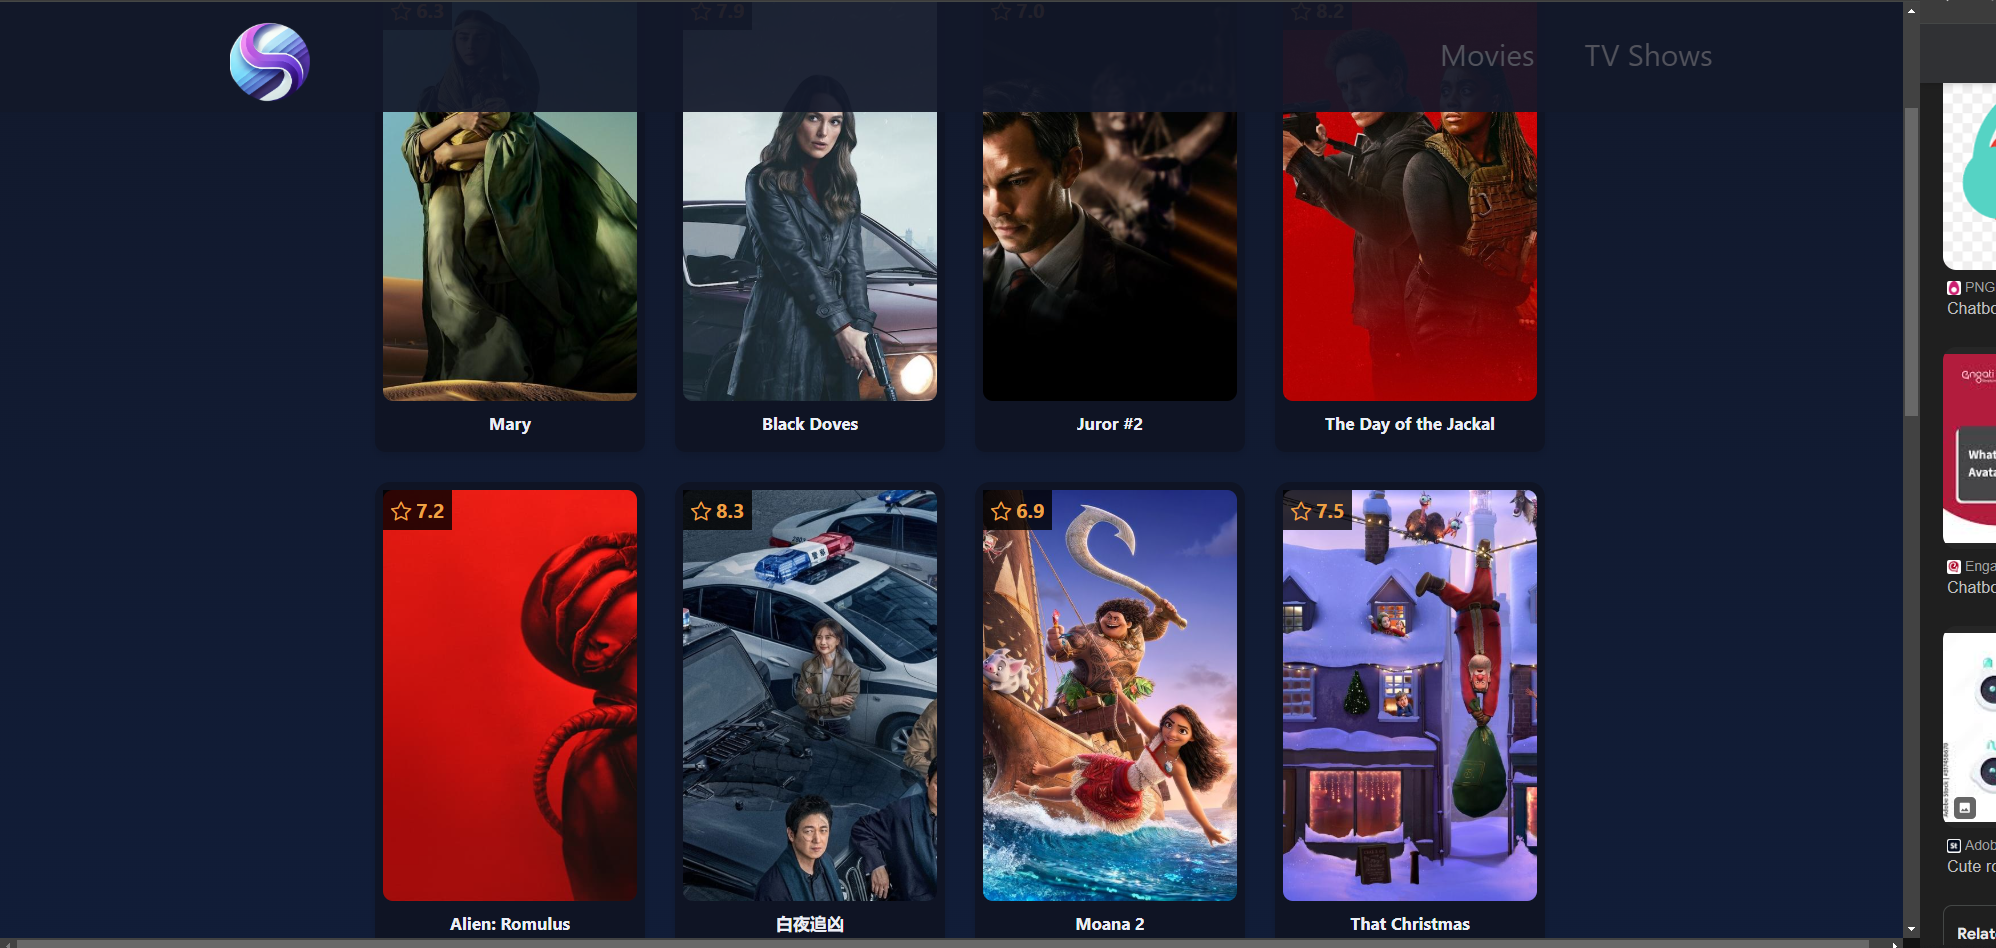 6.3
7.9
7.0
8.2
Movies
TV Shows
Mary
Black Doves
Juror #2
The Day of the Jackal
7.2
8.3
6.9
7.5
Alien: Romulus
白夜追凶
Moana 2
That Christmas
PNG
Chatbo
engati
What
Avata
Enga
Chatbo
Adob
Cute ro
Relat